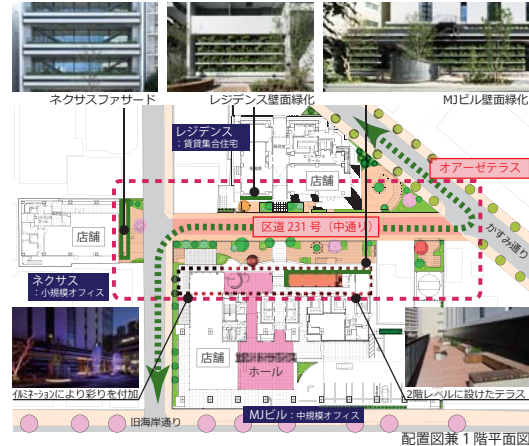 ネクサスファサード
レジデンス壁面緑化
MJビル壁面緑化
レジデンス
：賃貸集合住宅
店舗
オアーゼテラス
かすみ通り
区道 231 号（中通り）
店舗
ネクサス
：小規模オフィス
店舗
エントランス
ホール
イルミネーションにより彩りを付加
2階レベルに設けたテラス
旧海岸通り
MJビル：中規模オフィス
配置図兼 1 階平面図